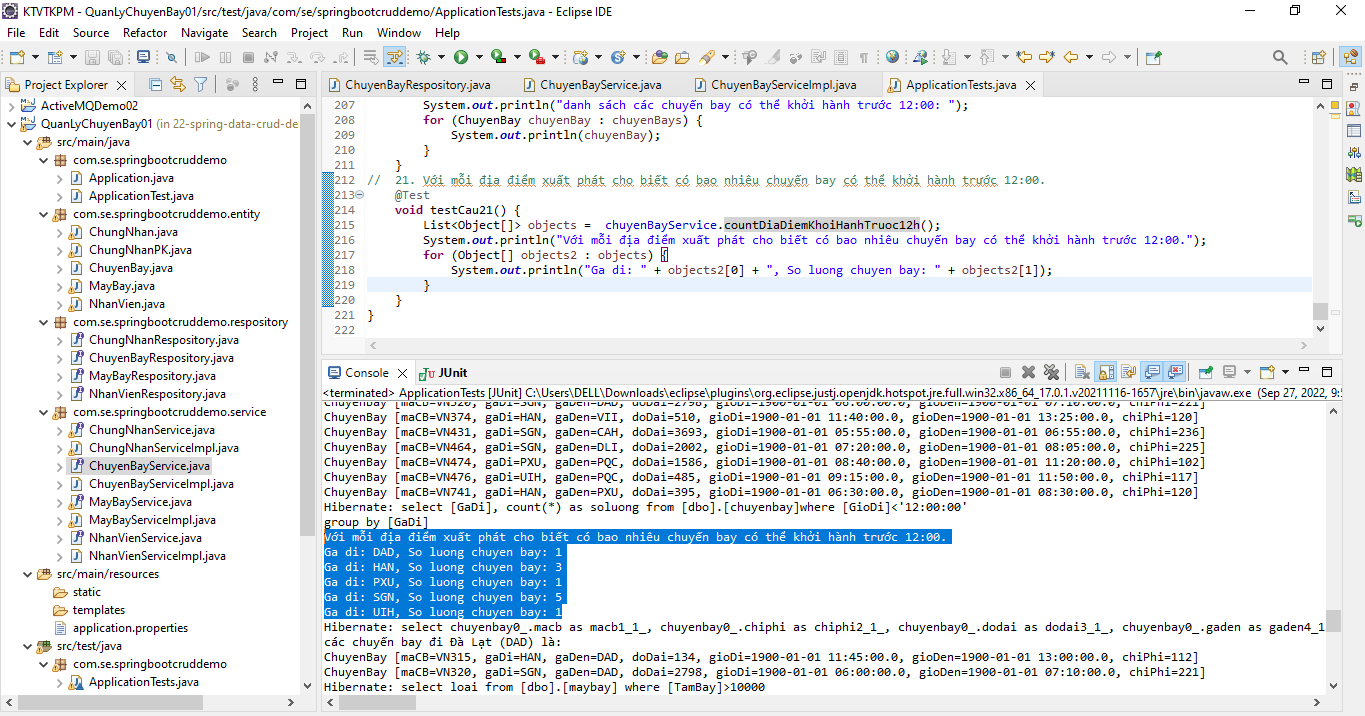 KTVTKPM - QuanLyChuyenBay01/src/test/java/com/se/springbootcruddemo/ApplicationTests.java - Eclipse IDE
File Edit Source Refactor Navigate Search Project Run Window Help
Project Explorer
ActiveMQDemo02
QuanLyChuyenBay01 (in 22-spring-data-crud-de
src/main/java
com.se.springbootcruddemo
Application.java
ApplicationTest.java
com.se.springbootcruddemo.entity
ChungNhan.java
ChungNhanPK.java
ChuyenBay.java
MayBay.java
NhanVien.java
com.se.springbootcruddemo.respository
ChungNhanRespository.java
ChuyenBayRespository.java
MayBayRespository.java
NhanVienRespository.java
com.se.springbootcruddemo.service
ChungNhanService.java
ChungNhanServiceImpl.java
ChuyenBayService.java
ChuyenBayServiceImpl.java
MayBayService.java
MayBayServiceImpl.java
NhanVienService.java
NhanVienServiceImpl.java
src/main/resources
static
templates
application.properties
src/test/java
com.se.springbootcruddemo
ApplicationTests.java
ChuyenBayRespository.java ChuyenBayService.java ChuyenBayServiceImpl.java ApplicationTests.java
207 System.out.println("danh sách các chuyến bay có thể khởi hành trước 12:00: ");
208 for (ChuyenBay chuyenBay : chuyenBays) {
209 System.out.println(chuyenBay);
210 }
211 }
212 // 21. Với mỗi địa điểm xuất phát cho biết có bao nhiêu chuyến bay có thể khởi hành trước 12:00.
213 @Test
214 void testCau21() {
215 List<Object[]> objects = chuyenBayService.countDiaDiemKhoiHanhTruoc12h();
216 System.out.println("Với mỗi địa điểm xuất phát cho biết có bao nhiêu chuyến bay có thể khởi hành trước 12:00.");
217 for (Object[] objects2 : objects) {
218 System.out.println("Ga di: " + objects2[0] + ", So luong chuyen bay: " + objects2[1]);
219 }
220 }
221 }
222
Console JUnit
<terminated> ApplicationTests [JUnit] C:\Users\DELL\Downloads\eclipse\plugins\org.eclipse.justj.openjdk.hotspot.jre.full.win32.x86_64_17.0.1.v20211116-1657\jre\bin\javaw.exe (Sep 27, 2022, 9:5
ChuyenBay [maCB=VN320, gaDi=SGN, gaDen=DAD, doDai=2798, gioDi=1900-01-01 06:00:00.0, gioDen=1900-01-01 07:10:00.0, chiPhi=221]
ChuyenBay [maCB=VN374, gaDi=HAN, gaDen=VII, doDai=510, gioDi=1900-01-01 11:40:00.0, gioDen=1900-01-01 13:25:00.0, chiPhi=120]
ChuyenBay [maCB=VN431, gaDi=SGN, gaDen=CAH, doDai=3693, gioDi=1900-01-01 05:55:00.0, gioDen=1900-01-01 06:55:00.0, chiPhi=236]
ChuyenBay [maCB=VN464, gaDi=SGN, gaDen=DLI, doDai=2002, gioDi=1900-01-01 07:20:00.0, gioDen=1900-01-01 08:05:00.0, chiPhi=225]
ChuyenBay [maCB=VN474, gaDi=PXU, gaDen=PQC, doDai=1586, gioDi=1900-01-01 08:40:00.0, gioDen=1900-01-01 11:20:00.0, chiPhi=102]
ChuyenBay [maCB=VN476, gaDi=UIH, gaDen=PQC, doDai=485, gioDi=1900-01-01 09:15:00.0, gioDen=1900-01-01 11:50:00.0, chiPhi=117]
ChuyenBay [maCB=VN741, gaDi=HAN, gaDen=PXU, doDai=395, gioDi=1900-01-01 06:30:00.0, gioDen=1900-01-01 08:30:00.0, chiPhi=120]
Hibernate: select [GaDi], count(*) as soluong from [dbo].[chuyenbay]where [GioDi]<'12:00:00'
group by [GaDi]
Với mỗi địa điểm xuất phát cho biết có bao nhiêu chuyến bay có thể khởi hành trước 12:00.
Ga di: DAD, So luong chuyen bay: 1
Ga di: HAN, So luong chuyen bay: 3
Ga di: PXU, So luong chuyen bay: 1
Ga di: SGN, So luong chuyen bay: 5
Ga di: UIH, So luong chuyen bay: 1
Hibernate: select chuyenbay0_.macb as macb1_1_, chuyenbay0_.chiphi as chiphi2_1_, chuyenbay0_.dodai as dodai3_1_, chuyenbay0_.gaden as gaden4_1
các chuyến bay đi Đà Lạt (DAD) là:
ChuyenBay [maCB=VN315, gaDi=HAN, gaDen=DAD, doDai=134, gioDi=1900-01-01 11:45:00.0, gioDen=1900-01-01 13:00:00.0, chiPhi=112]
ChuyenBay [maCB=VN320, gaDi=SGN, gaDen=DAD, doDai=2798, gioDi=1900-01-01 06:00:00.0, gioDen=1900-01-01 07:10:00.0, chiPhi=221]
Hibernate: select loai from [dbo].[maybay] where [TamBay]>10000